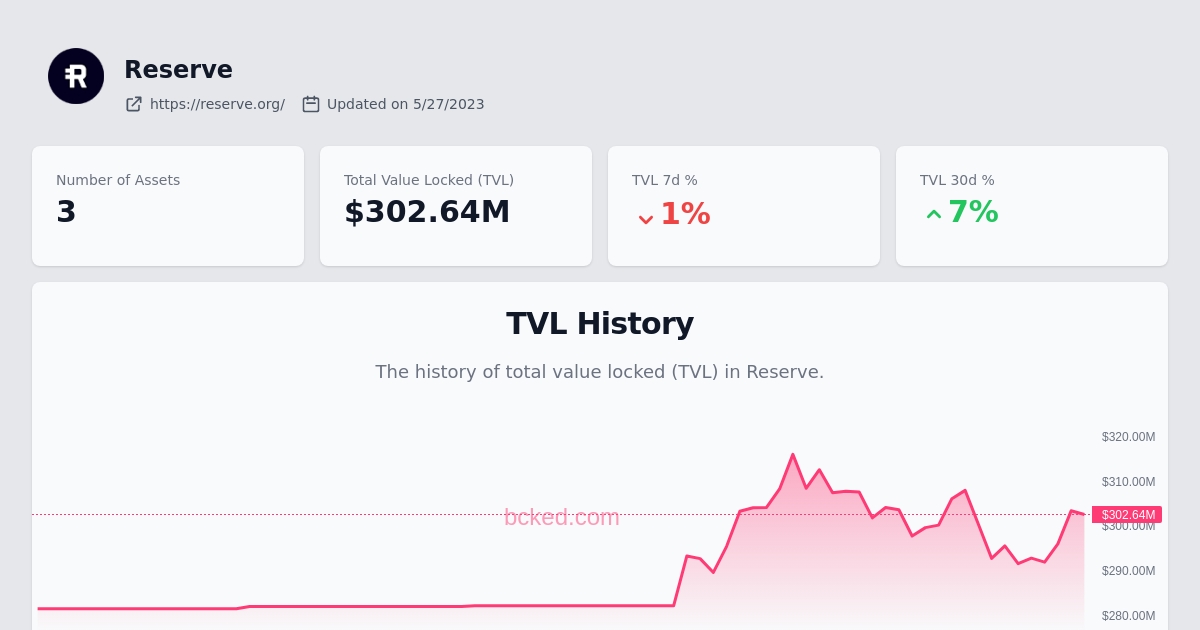 Reserve
https://reserve.org/ Updated on 5/27/2023
Number of Assets
3
Total Value Locked (TVL)
$302.64M
TVL 7d %
1%
TVL 30d %
7%
TVL History
The history of total value locked (TVL) in Reserve.
bcked.com
$320.00M
$310.00M
$302.64M
$300.00M
$290.00M
$280.00M